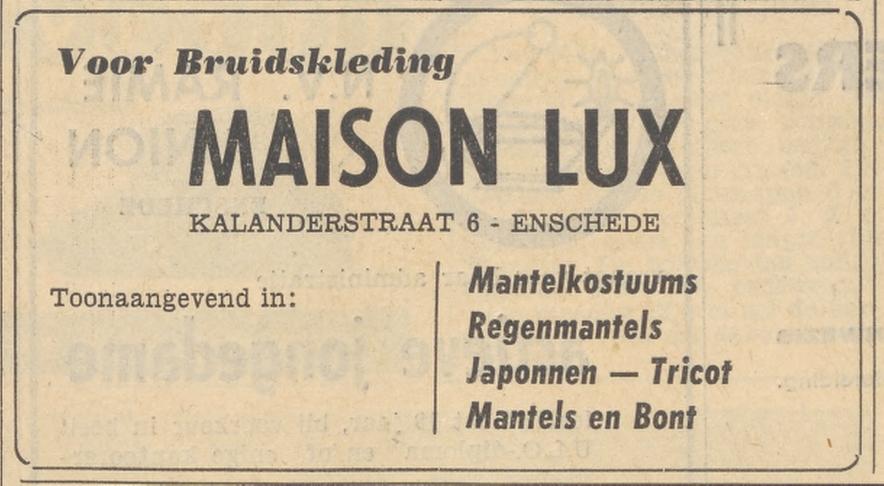 Voor Bruidskleding
MAISON LUX
KALANDERSTRAAT 6 - ENSCHEDE
Toonaangevend in:
Mantelkostuums
Regenmantels
Japonnen — Tricot
Mantels en Bont